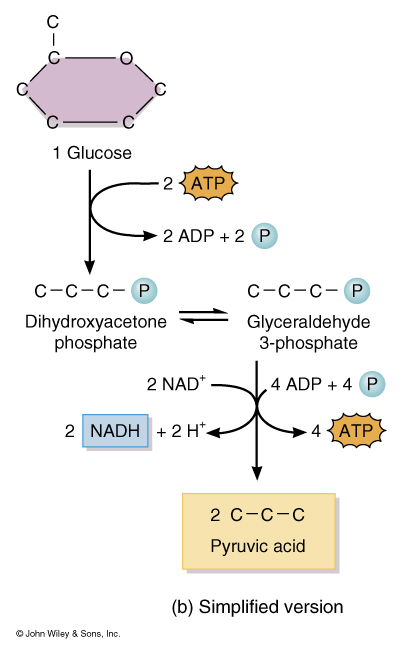 C
C O
C C
C C
1 Glucose
2 ATP
2 ADP + 2 P
C–C–C– P
Dihydroxyacetone
phosphate
C–C–C– P
Glyceraldehyde
3-phosphate
2 NAD+
4 ADP + 4 P
2 NADH + 2 H+
4 ATP
2 C–C–C
Pyruvic acid
(b) Simplified version
© John Wiley & Sons, Inc.